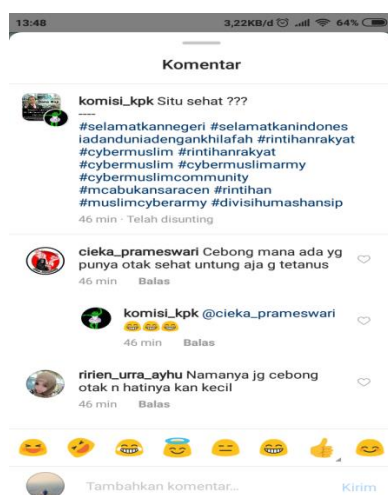 13:48
3,22KB/d
64%
Komentar
komisi_kpk Situ sehat ???
----
#selamatkannegeri #selamatkanindones
iadanduniadengankhilafah #rintihanrakyat
#cybermuslim #rintihanrakyat
#cybermuslim #cybermuslimarmy
#cybermuslimcommunity
#mcabukansaracen #rintihan
#muslimcyberarmy #divisihumashansip
46 min · Telah disunting
cieka_prameswari Cebong mana ada yg
punya otak sehat untung aja g tetanus
46 min Balas
komisi_kpk @cieka_prameswari
😂😂😂
46 min Balas
ririen_urra_ayhu Namanya jg cebong
otak n hatinya kan kecil
46 min Balas
Tambahkan komentar...
Kirim